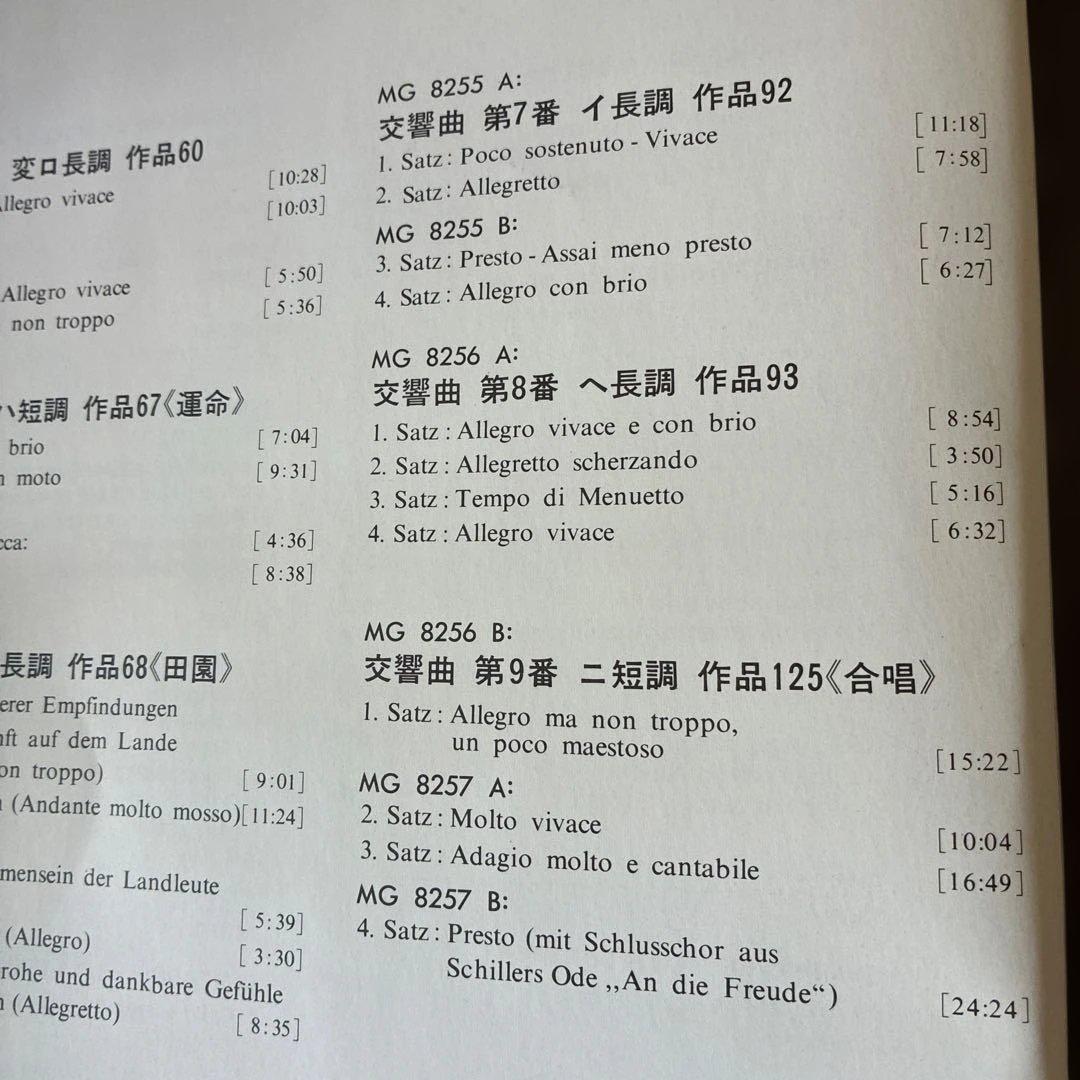 変ロ長調 作品60
Allegro vivace [10:28]
[10:03]
Allegro vivace [ 5:50]
non troppo [ 5:36]
ハ短調 作品67《運命》
brio [ 7:04]
moto [ 9:31]
[ 4:36]
[ 8:38]
長調 作品68《田園》
erer Empfindungen
nft auf dem Lande
on troppo) [ 9:01]
(Andante molto mosso)[11:24]
mensein der Landleute
[ 5:39]
(Allegro) [ 3:30]
rohe und dankbare Gefühle
(Allegretto) [ 8:35]
MG 8255 A:
交響曲 第7番 イ長調 作品92
1. Satz: Poco sostenuto - Vivace [11:18]
2. Satz: Allegretto [ 7:58]
MG 8255 B:
3. Satz: Presto - Assai meno presto [ 7:12]
4. Satz: Allegro con brio [ 6:27]
MG 8256 A:
交響曲 第8番 ヘ長調 作品93
1. Satz: Allegro vivace e con brio [ 8:54]
2. Satz: Allegretto scherzando [ 3:50]
3. Satz: Tempo di Menuetto [ 5:16]
4. Satz: Allegro vivace [ 6:32]
MG 8256 B:
交響曲 第9番 ニ短調 作品125《合唱》
1. Satz: Allegro ma non troppo,
un poco maestoso [15:22]
MG 8257 A:
2. Satz: Molto vivace [10:04]
3. Satz: Adagio molto e cantabile [16:49]
MG 8257 B:
4. Satz: Presto (mit Schlusschor aus
Schillers Ode „An die Freude“) [24:24]